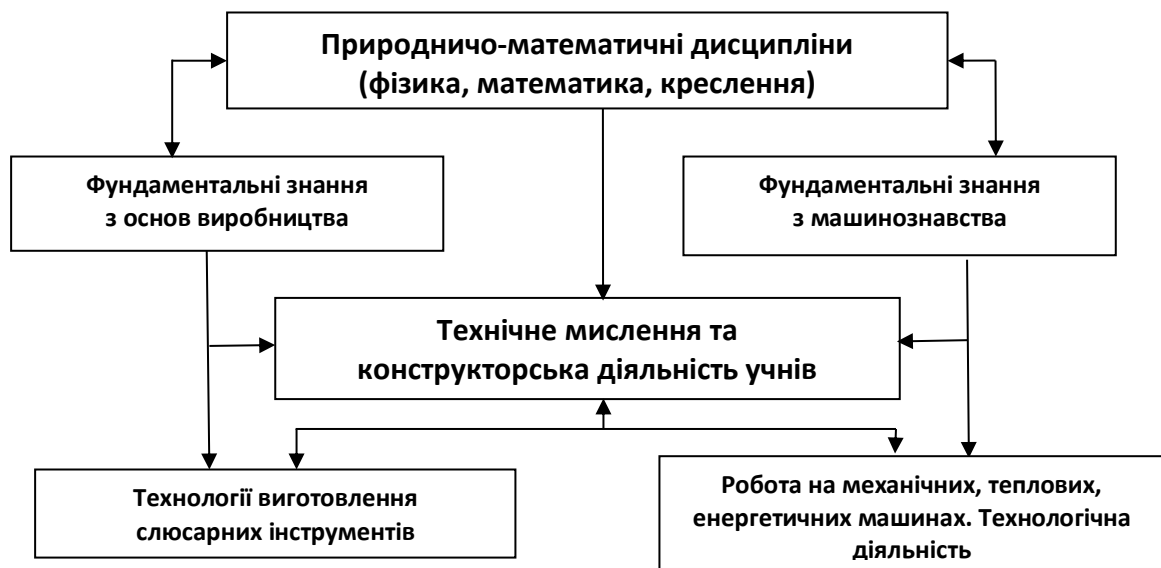 Природничо-математичні дисципліни
(фізика, математика, креслення)
Фундаментальні знання
з основ виробництва
Фундаментальні знання
з машинознавства
Технічне мислення та
конструкторська діяльність учнів
Технології виготовлення
слюсарних інструментів
Робота на механічних, теплових,
енергетичних машинах. Технологічна
діяльність